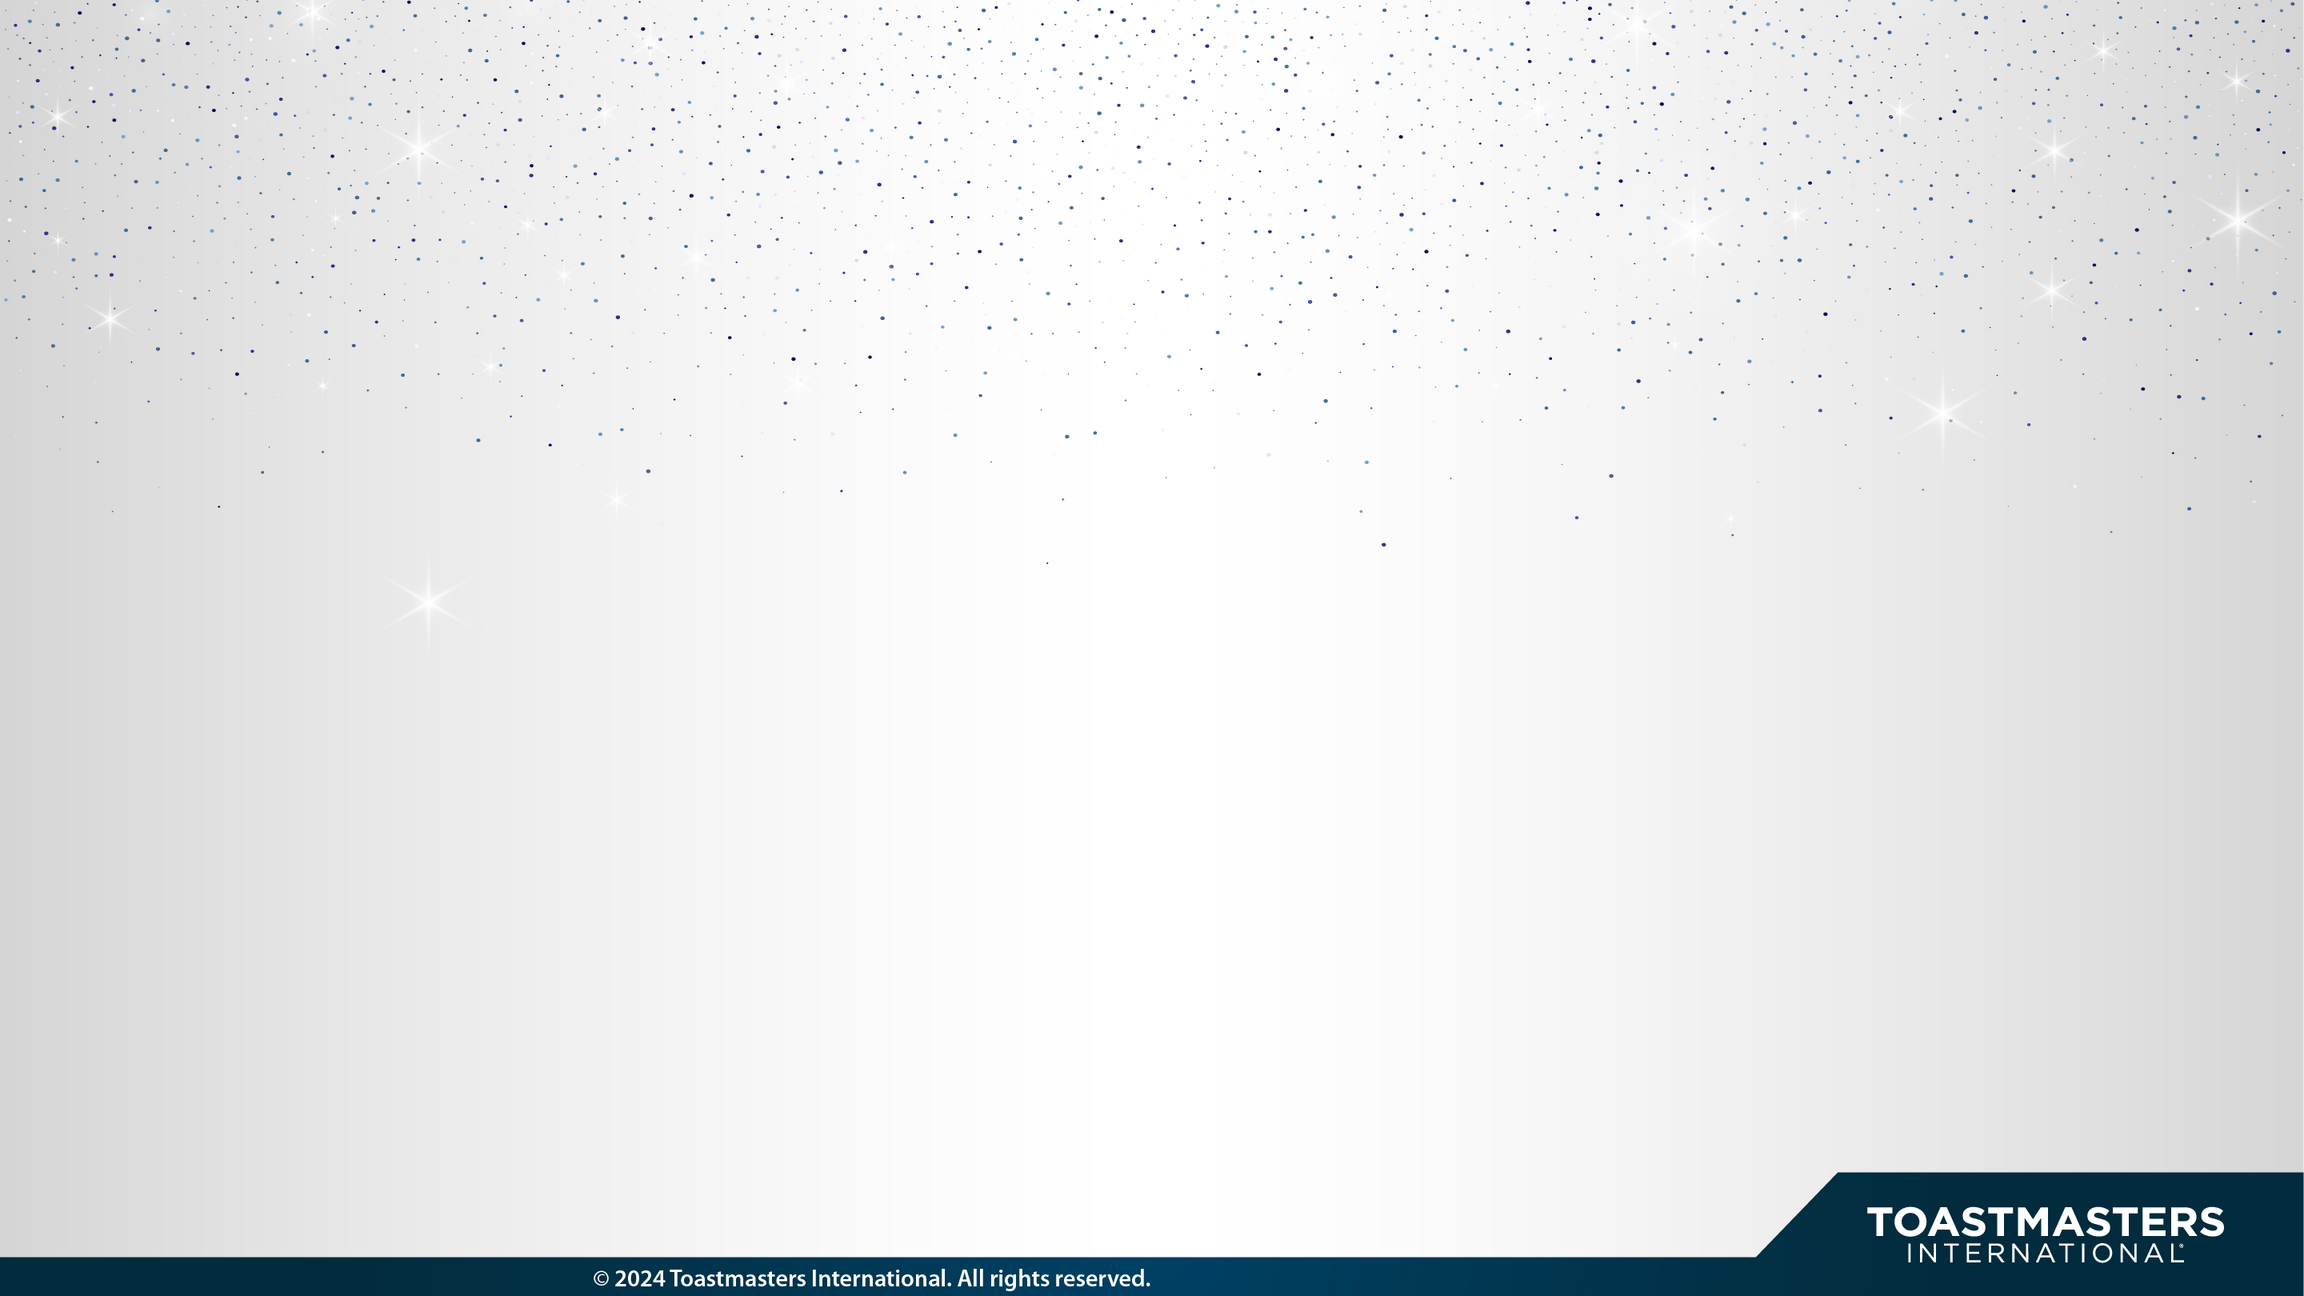 TOASTMASTERS
INTERNATIONAL®
© 2024 Toastmasters International. All rights reserved.